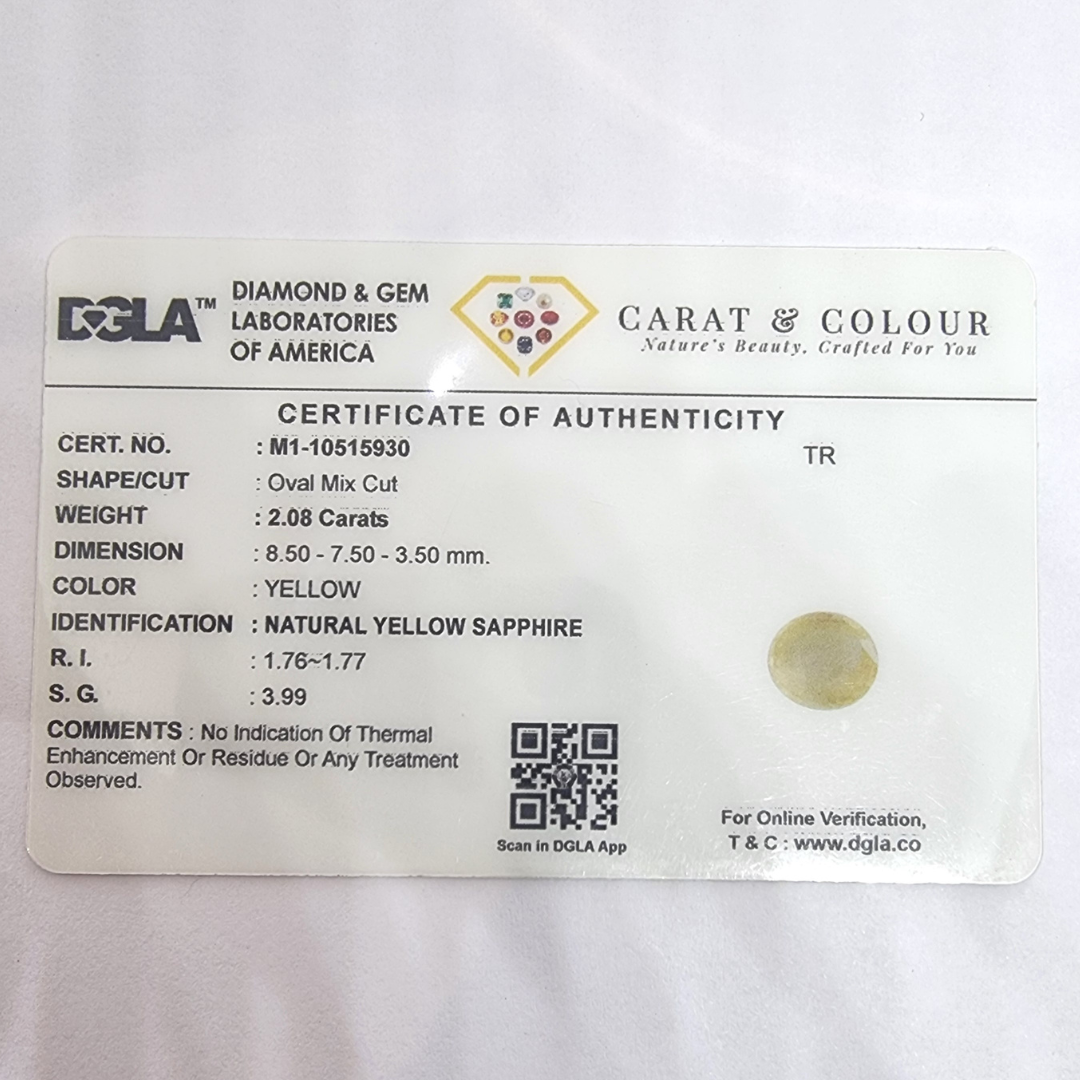 DGLA™ DIAMOND & GEM
LABORATORIES
OF AMERICA
CARAT & COLOUR
Nature's Beauty, Crafted For You
CERTIFICATE OF AUTHENTICITY
CERT. NO. : M1-10515930
TR
SHAPE/CUT : Oval Mix Cut
WEIGHT : 2.08 Carats
DIMENSION : 8.50 - 7.50 - 3.50 mm.
COLOR : YELLOW
IDENTIFICATION : NATURAL YELLOW SAPPHIRE
R. I. : 1.76~1.77
S. G. : 3.99
COMMENTS : No Indication Of Thermal
Enhancement Or Residue Or Any Treatment
Observed.
Scan in DGLA App
For Online Verification,
T & C : www.dgla.co